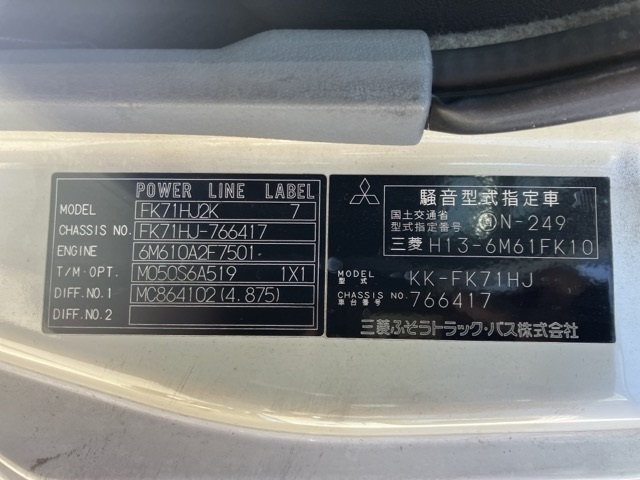 POWER LINE LABEL
MODEL FK71HJ2K 7
CHASSIS NO. FK71HJ-766417
ENGINE 6M610A2F7501
T/M・OPT. M050S6A519 1X1
DIFF.NO.1 MC864102(4.875)
DIFF.NO.2
騒音型式指定車
国土交通省
型式指定番号 N-249
三菱 H13-6M61FK10
MODEL
型式 KK-FK71HJ
CHASSIS NO.
車台番号 766417
三菱ふそうトラック・バス株式会社